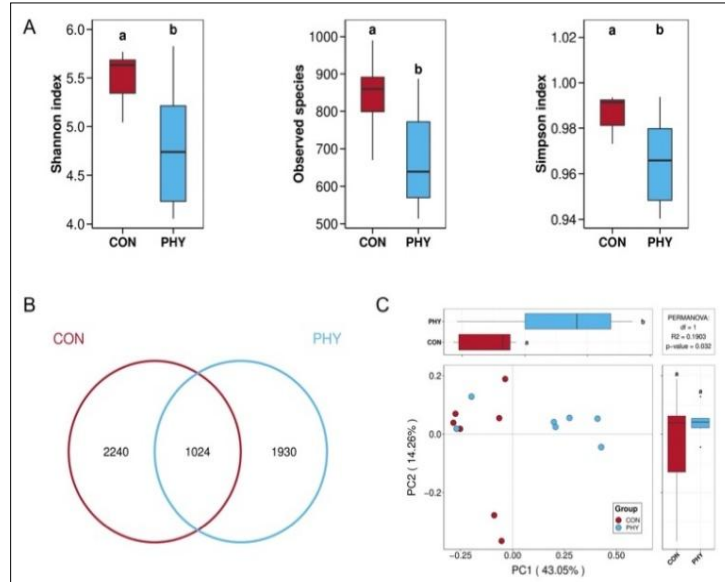 A
Shannon index
6.0
5.5
5.0
4.5
4.0
a
b
CON
PHY
Observed species
1000
900
800
700
600
500
a
b
CON
PHY
Simpson index
1.02
1.00
0.98
0.96
0.94
a
b
CON
PHY
B
CON
PHY
2240
1024
1930
C
PHY
CON
b
a
PERMANOVA:
df = 1
R2 = 0.1903
p-value = 0.032
PC2 ( 14.26% )
0.2
0.0
-0.2
Group
CON
PHY
-0.25
0.00
0.25
0.50
PC1 ( 43.05% )
a
a
CON
PHY